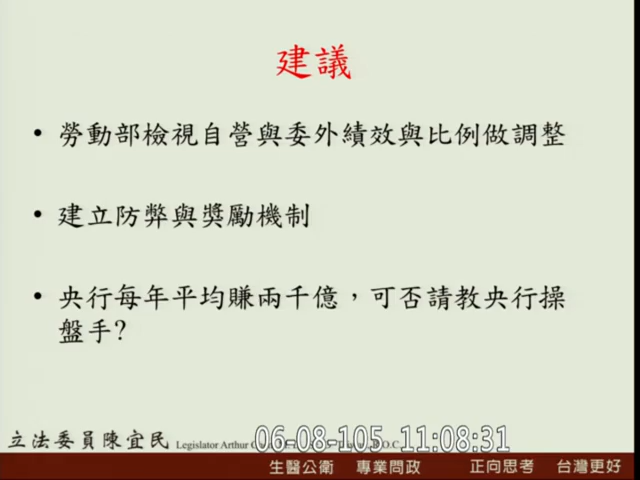 建議
• 勞動部檢視自營與委外績效與比例做調整
• 建立防弊與獎勵機制
• 央行每年平均賺兩千億，可否請教央行操
盤手?
立法委員陳宜民 Legislator Arthur
06-08-105 11:08:31
生醫公衛 專業問政 正向思考 台灣更好